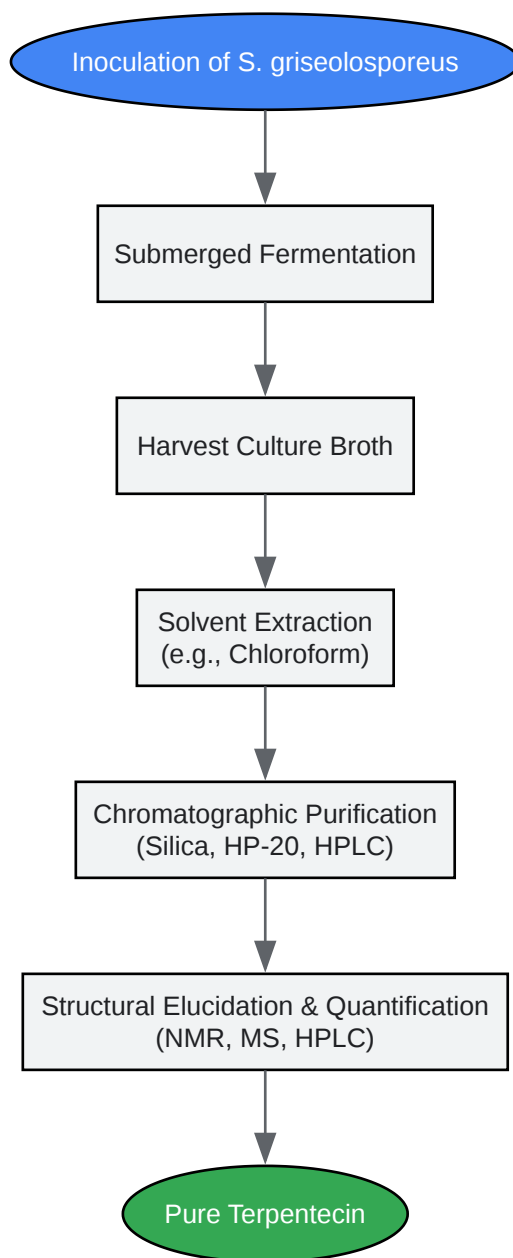 Inoculation of S. griseolosporeus
Submerged Fermentation
Harvest Culture Broth
Solvent Extraction
(e.g., Chloroform)
Chromatographic Purification
(Silica, HP-20, HPLC)
Structural Elucidation & Quantification
(NMR, MS, HPLC)
Pure Terpentecin